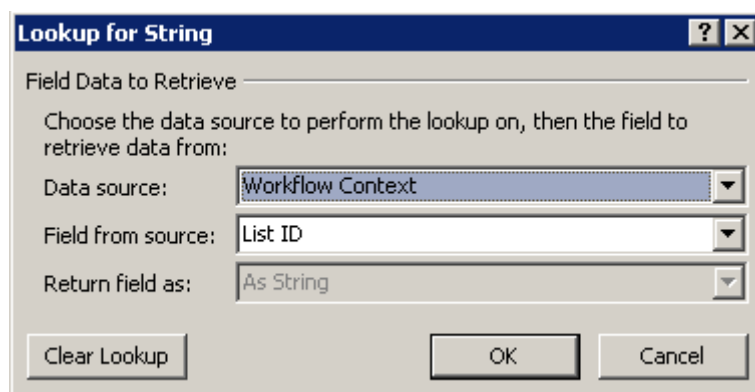 Lookup for String
Field Data to Retrieve
Choose the data source to perform the lookup on, then the field to
retrieve data from:
Data source: Workflow Context
Field from source: List ID
Return field as: As String
Clear Lookup OK Cancel